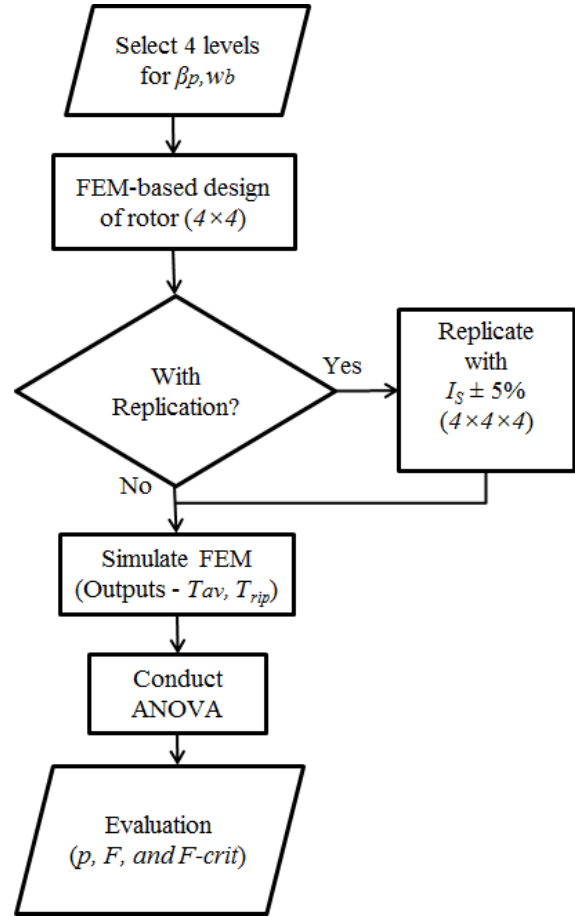 Select 4 levels
for βp, wb
FEM-based design
of rotor (4×4)
With
Replication?
Yes
Replicate
with
IS ± 5%
(4×4×4)
No
Simulate FEM
(Outputs - Tav, Trip)
Conduct
ANOVA
Evaluation
(p, F, and F-crit)